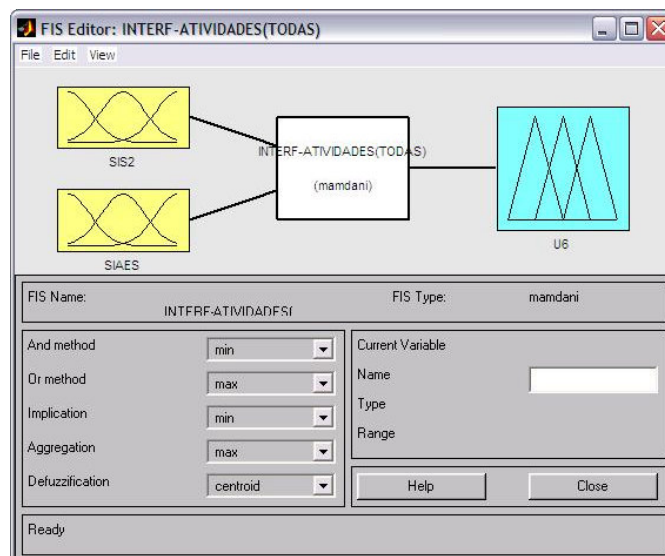 FIS Editor: INTERF-ATIVIDADES(TODAS)
File Edit View
SIS2
SIAES
INTERF-ATIVIDADES(TODAS)
(mamdani)
U6
FIS Name:
INTERF-ATIVIDADES(
FIS Type:
mamdani
And method
min
Or method
max
Implication
min
Aggregation
max
Defuzzification
centroid
Current Variable
Name
Type
Range
Help
Close
Ready